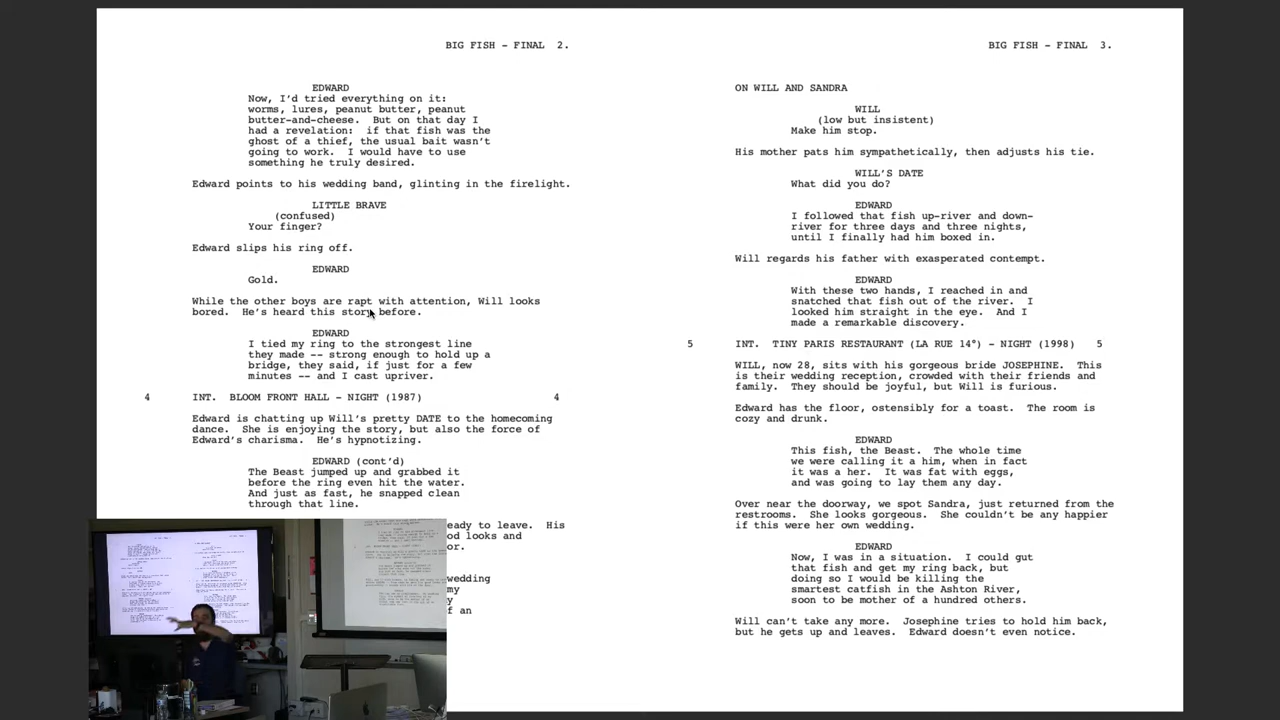 BIG FISH – FINAL 2.
EDWARD
Now, I'd tried everything on it:
worms, lures, peanut butter, peanut
butter-and-cheese. But on that day I
had a revelation: if that fish was the
ghost of a thief, the usual bait wasn't
going to work. I would have to use
something he truly desired.
Edward points to his wedding band, glinting in the firelight.
LITTLE BRAVE
(confused)
Your finger?
Edward slips his ring off.
EDWARD
Gold.
While the other boys are rapt with attention, Will looks
bored. He's heard this story before.
EDWARD
I tied my ring to the strongest line
they made -- strong enough to hold up a
bridge, they said, if just for a few
minutes -- and I cast upriver.
4 INT. BLOOM FRONT HALL – NIGHT (1987) 4
Edward is chatting up Will's pretty DATE to the homecoming
dance. She is enjoying the story, but also the force of
Edward's charisma. He's hypnotizing.
EDWARD (cont'd)
The Beast jumped up and grabbed it
before the ring even hit the water.
And just as fast, he snapped clean
through that line.
eady to leave. His
od looks and
or.
wedding
my
y
f an
BIG FISH – FINAL 3.
ON WILL AND SANDRA
WILL
(low but insistent)
Make him stop.
His mother pats him sympathetically, then adjusts his tie.
WILL'S DATE
What did you do?
EDWARD
I followed that fish up-river and down-
river for three days and three nights,
until I finally had him boxed in.
Will regards his father with exasperated contempt.
EDWARD
With these two hands, I reached in and
snatched that fish out of the river. I
looked him straight in the eye. And I
made a remarkable discovery.
5 INT. TINY PARIS RESTAURANT (LA RUE 14°) – NIGHT (1998) 5
WILL, now 28, sits with his gorgeous bride JOSEPHINE. This
is their wedding reception, crowded with their friends and
family. They should be joyful, but Will is furious.
Edward has the floor, ostensibly for a toast. The room is
cozy and drunk.
EDWARD
This fish, the Beast. The whole time
we were calling it a him, when in fact
it was a her. It was fat with eggs,
and was going to lay them any day.
Over near the doorway, we spot Sandra, just returned from the
restrooms. She looks gorgeous. She couldn't be any happier
if this were her own wedding.
EDWARD
Now, I was in a situation. I could gut
that fish and get my ring back, but
doing so I would be killing the
smartest catfish in the Ashton River,
soon to be mother of a hundred others.
Will can't take any more. Josephine tries to hold him back,
but he gets up and leaves. Edward doesn't even notice.